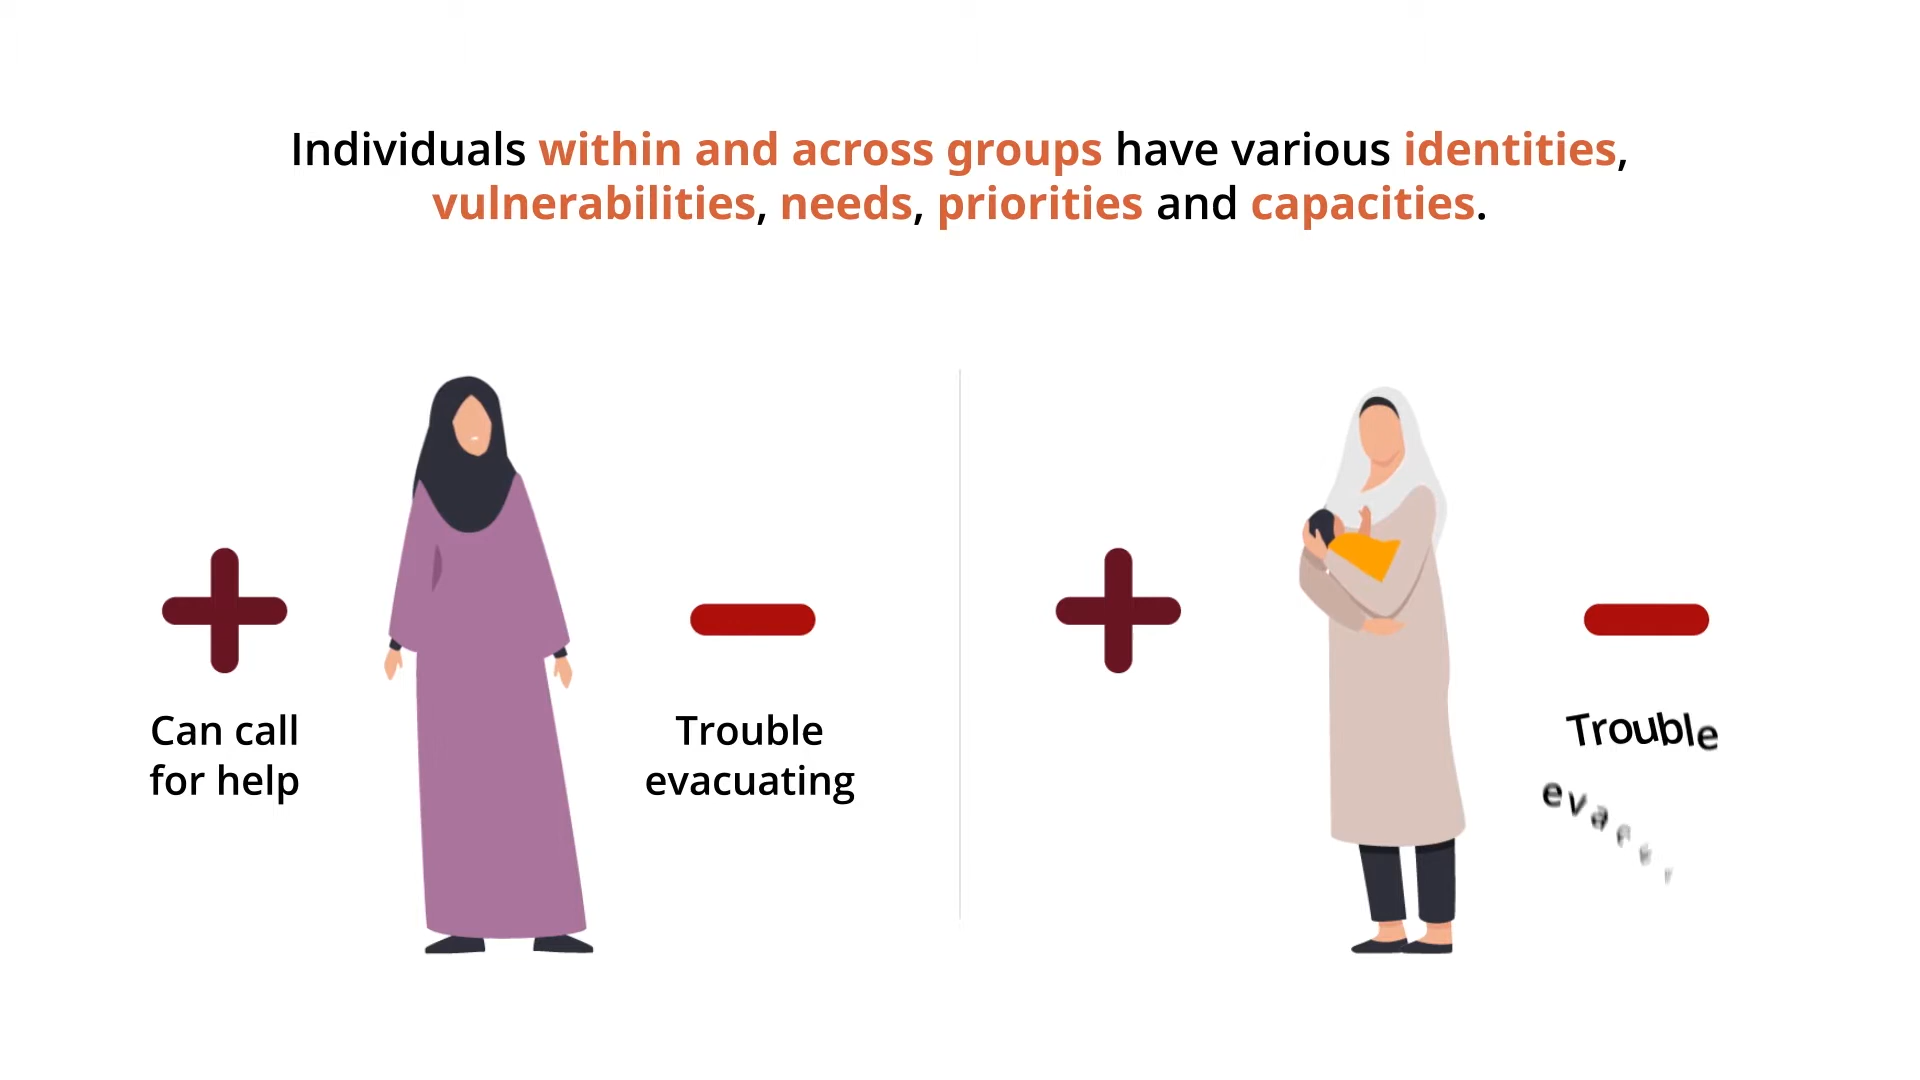 Individuals within and across groups have various identities,
vulnerabilities, needs, priorities and capacities.
Can call
for help
Trouble
evacuating
Trouble